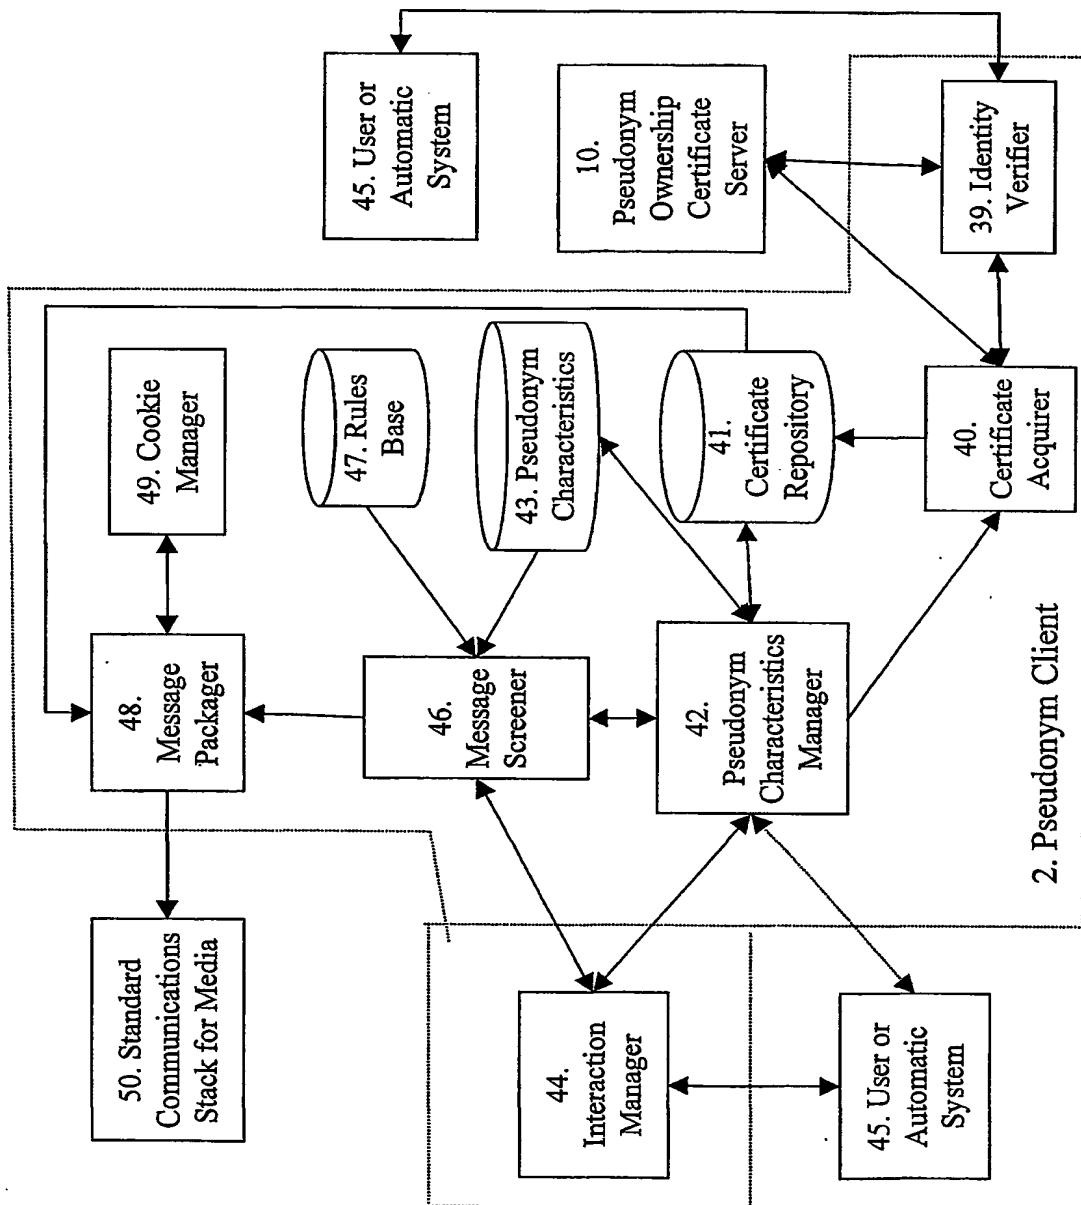 50. Standard
Communications
Stack for Media
48.
Message
Packager
49. Cookie
Manager
45. User or
Automatic
System
47. Rules
Base
46.
Message
Screener
43. Pseudonym
Characteristics
10.
Pseudonym
Ownership
Certificate
Server
44.
Interaction
Manager
42.
Pseudonym
Characteristics
Manager
41.
Certificate
Repository
45. User or
Automatic
System
40.
Certificate
Acquirer
39. Identity
Verifier
2. Pseudonym Client